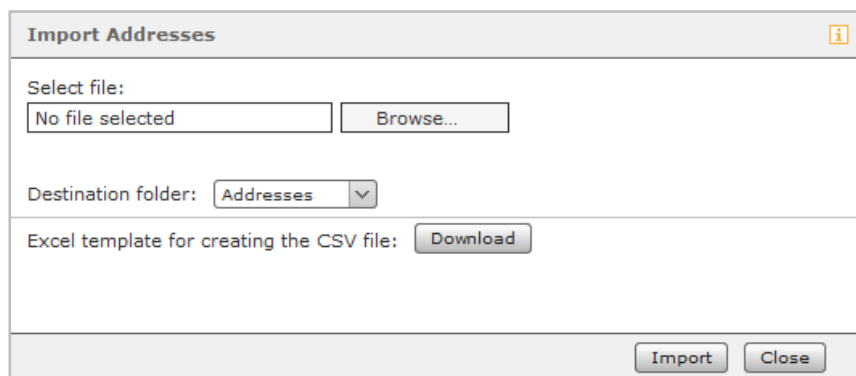 Import Addresses
Select file:
No file selected Browse...
Destination folder: Addresses
Excel template for creating the CSV file: Download
Import Close